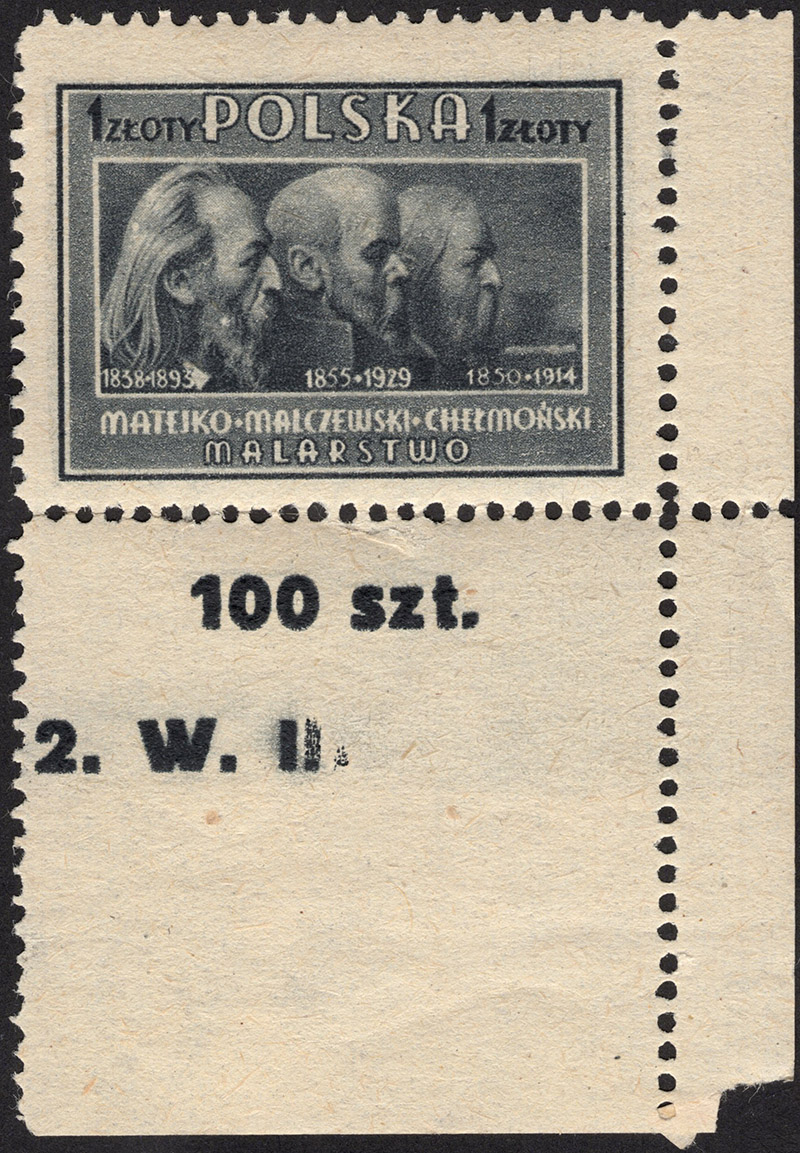 1 ZŁOTY POLSKA 1 ZŁOTY
1838·1893 1855·1929 1850·1914
MATEJKO·MALCZEWSKI·CHEŁMOŃSKI
MALARSTWO
100 szt.
2. W. II.